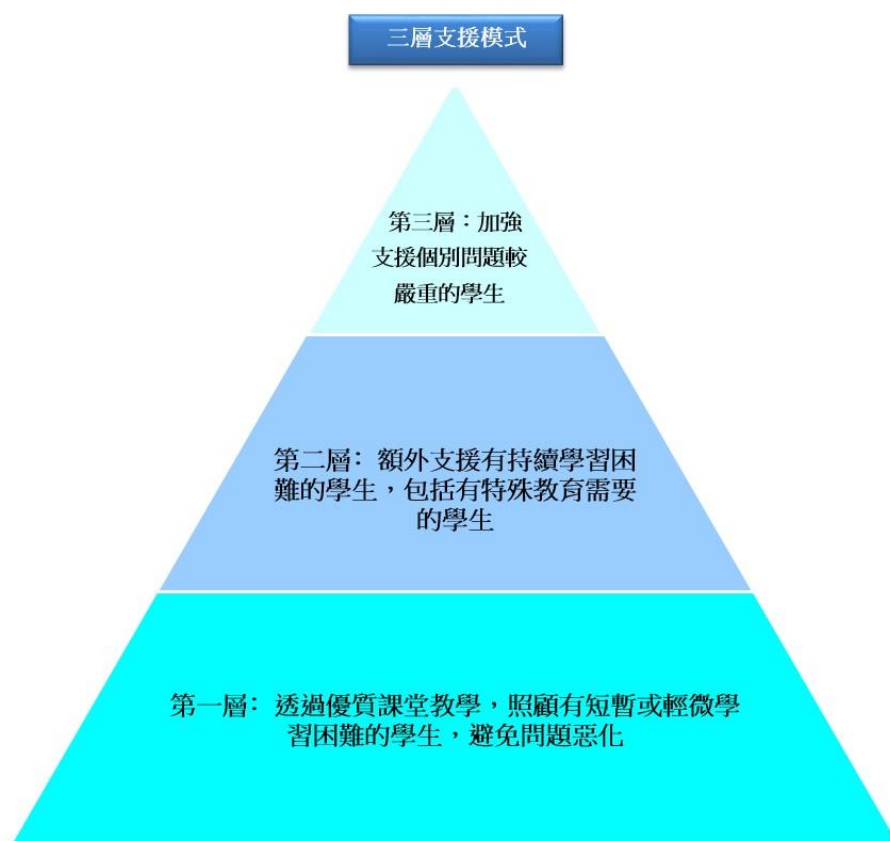 三層支援模式
第三層：加強
支援個別問題較
嚴重的學生
第二層：額外支援有持續學習困
難的學生，包括有特殊教育需要
的學生
第一層：透過優質課堂教學，照顧有短暫或輕微學
習困難的學生，避免問題惡化